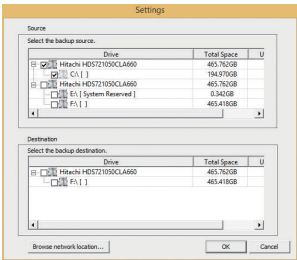 Settings
Source
Select the backup source.
Drive Total Space U
Hitachi HDS721050CLA660 465.762GB
C:\ [ ] 194.970GB
Hitachi HDS721050CLA660 465.762GB
E:\ [ System Reserved ] 0.342GB
F:\ [ ] 465.418GB
Destination
Select the backup destination.
Drive Total Space U
Hitachi HDS721050CLA660 465.762GB
F:\ [ ] 465.418GB
Browse network location... OK Cancel